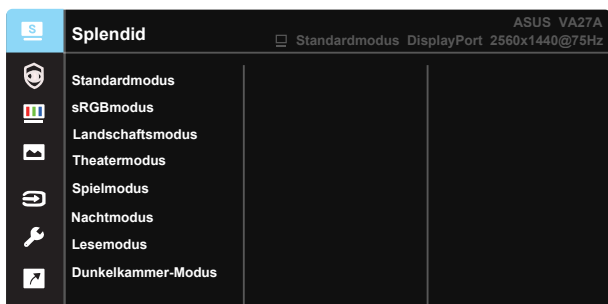 S
Splendid
ASUS VA27A
Standardmodus DisplayPort 2560x1440@75Hz
Standardmodus
sRGBmodus
Landschaftsmodus
Theatermodus
Spielmodus
Nachtmodus
Lesemodus
Dunkelkammer-Modus